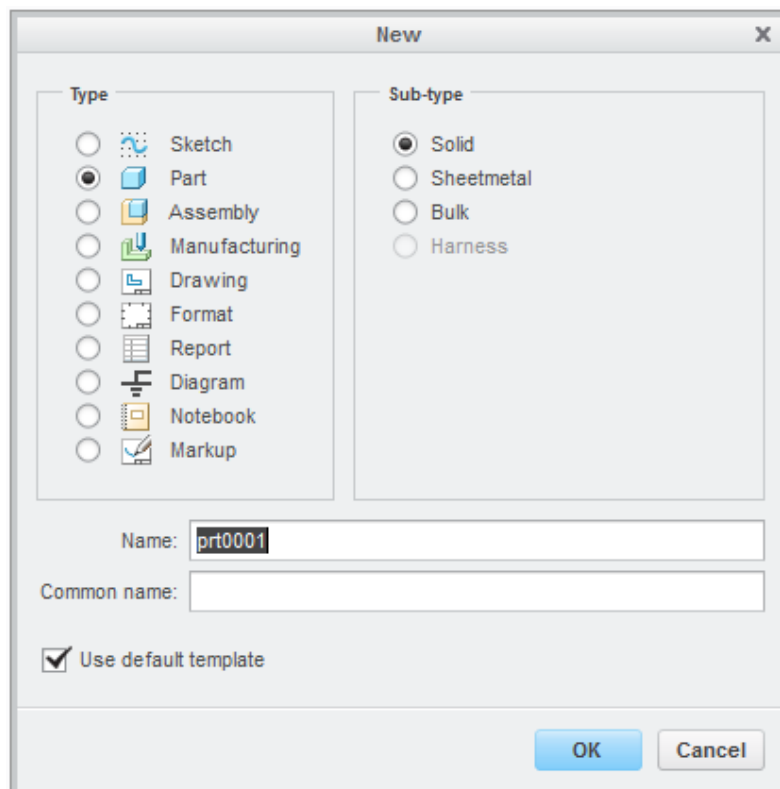 New
Type
Sketch
Part
Assembly
Manufacturing
Drawing
Format
Report
Diagram
Notebook
Markup
Sub-type
Solid
Sheetmetal
Bulk
Harness
Name: prt0001
Common name:
Use default template
OK Cancel